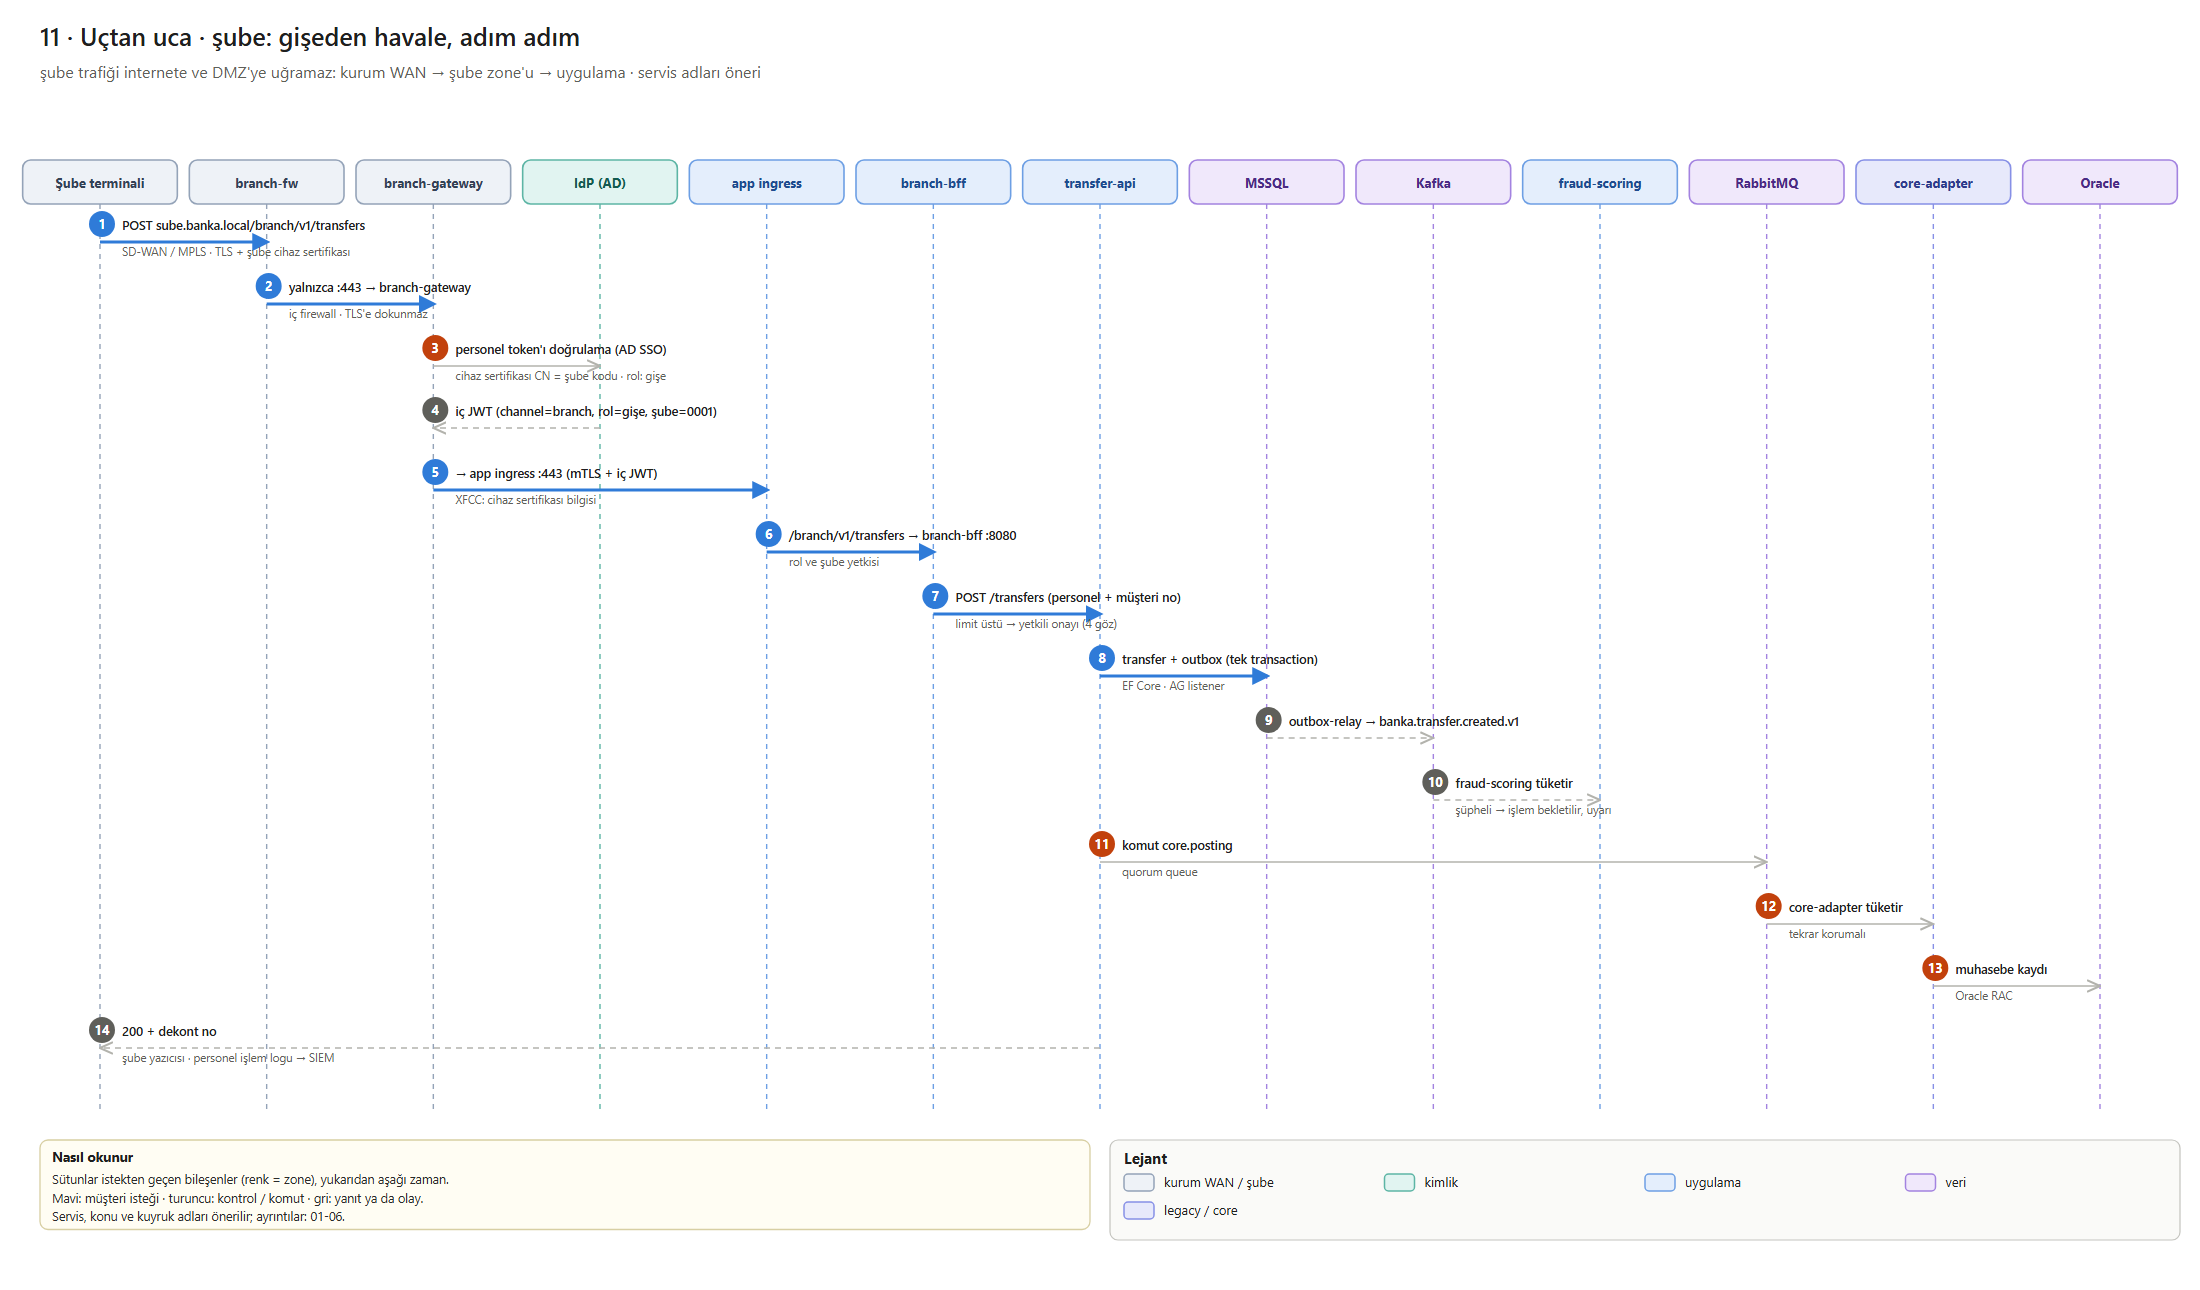 11 · Uçtan uca · şube: gişeden havale, adım adım
şube trafiği internete ve DMZ'ye uğramaz: kurum WAN → şube zone'u → uygulama · servis adları öneri
Şube terminali
branch-fw
branch-gateway
IdP (AD)
app ingress
branch-bff
transfer-api
MSSQL
Kafka
fraud-scoring
RabbitMQ
core-adapter
Oracle
1 POST sube.banka.local/branch/v1/transfers
SD-WAN / MPLS · TLS + şube cihaz sertifikası
2 yalnızca :443 → branch-gateway
iç firewall · TLS'e dokunmaz
3 personel token'ı doğrulama (AD SSO)
cihaz sertifikası CN = şube kodu · rol: gişe
4 iç JWT (channel=branch, rol=gişe, şube=0001)
5 → app ingress :443 (mTLS + iç JWT)
XFCC: cihaz sertifikası bilgisi
6 /branch/v1/transfers → branch-bff :8080
rol ve şube yetkisi
7 POST /transfers (personel + müşteri no)
limit üstü → yetkili onayı (4 göz)
8 transfer + outbox (tek transaction)
EF Core · AG listener
9 outbox-relay → banka.transfer.created.v1
10 fraud-scoring tüketir
şüpheli → işlem bekletilir, uyarı
11 komut core.posting
quorum queue
12 core-adapter tüketir
tekrar korumalı
13 muhasebe kaydı
Oracle RAC
14 200 + dekont no
şube yazıcısı · personel işlem logu → SIEM
Nasıl okunur
Sütunlar istekten geçen bileşenler (renk = zone), yukarıdan aşağı zaman.
Mavi: müşteri isteği · turuncu: kontrol / komut · gri: yanıt ya da olay.
Servis, konu ve kuyruk adları önerilir; ayrıntılar: 01-06.
Lejant
kurum WAN / şube
kimlik
uygulama
veri
legacy / core